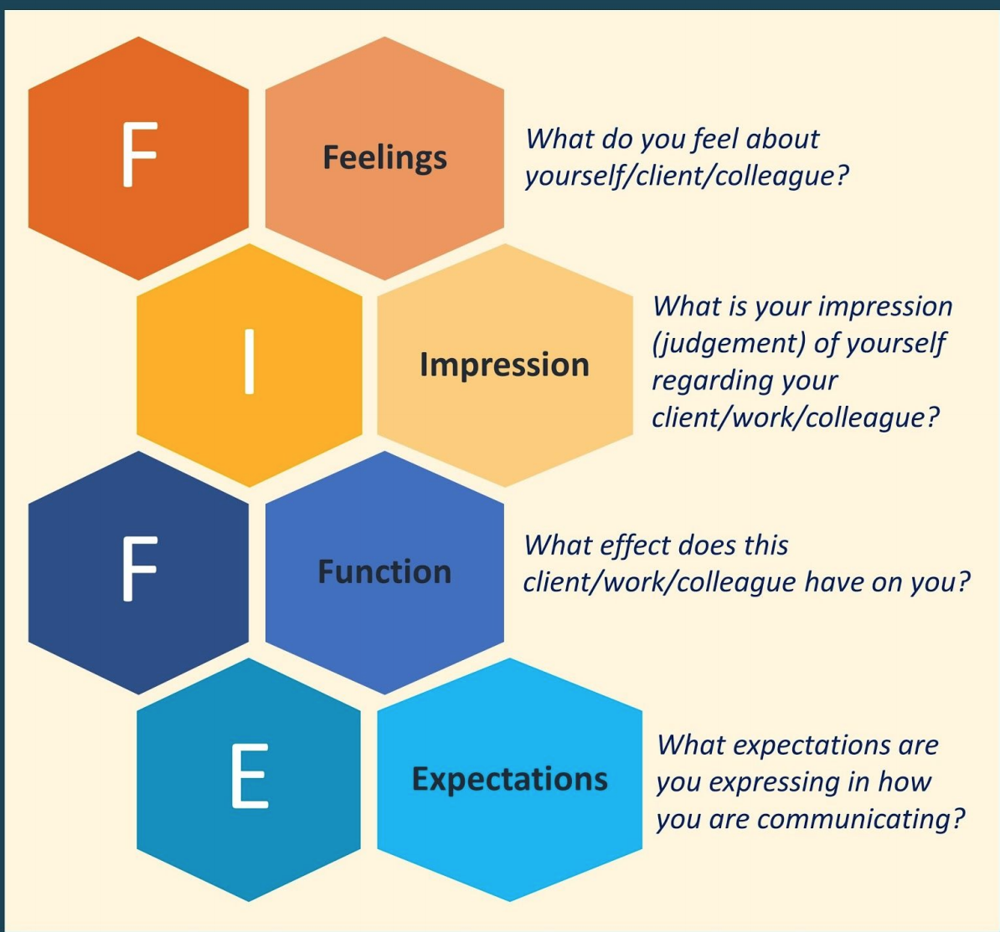 F
Feelings
What do you feel about
yourself/client/colleague?
I
Impression
What is your impression
(judgement) of yourself
regarding your
client/work/colleague?
F
Function
What effect does this
client/work/colleague have on you?
E
Expectations
What expectations are
you expressing in how
you are communicating?